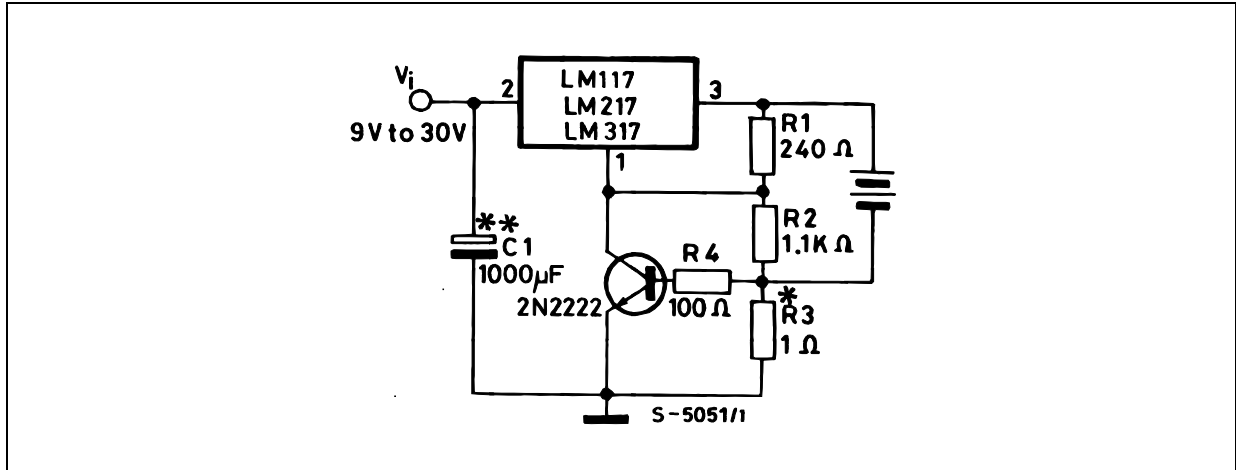 Vi
9V to 30V
2
LM117
LM217
LM317
3
1
R1
240 Ω
R2
1.1K Ω
**
C1
1000µF
2N2222
R4
100 Ω
*
R3
1 Ω
S-5051/1